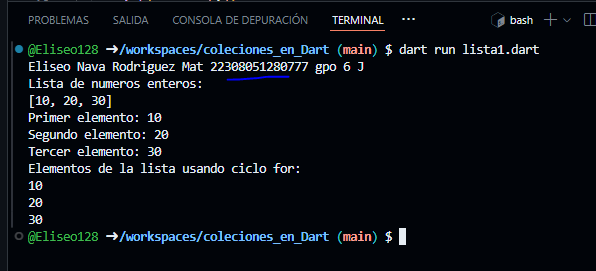 PROBLEMAS SALIDA CONSOLA DE DEPURACIÓN TERMINAL ··· bash
@Eliseo128 ➜/workspaces/coleciones_en_Dart (main) $ dart run lista1.dart
Eliseo Nava Rodriguez Mat 22308051280777 gpo 6 J
Lista de numeros enteros:
[10, 20, 30]
Primer elemento: 10
Segundo elemento: 20
Tercer elemento: 30
Elementos de la lista usando ciclo for:
10
20
30
@Eliseo128 ➜/workspaces/coleciones_en_Dart (main) $